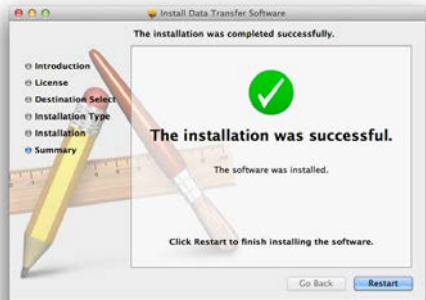 Install Data Transfer Software
The installation was completed successfully.
Introduction
License
Destination Select
Installation Type
Installation
Summary
The installation was successful.
The software was installed.
Click Restart to finish installing the software.
Go Back
Restart